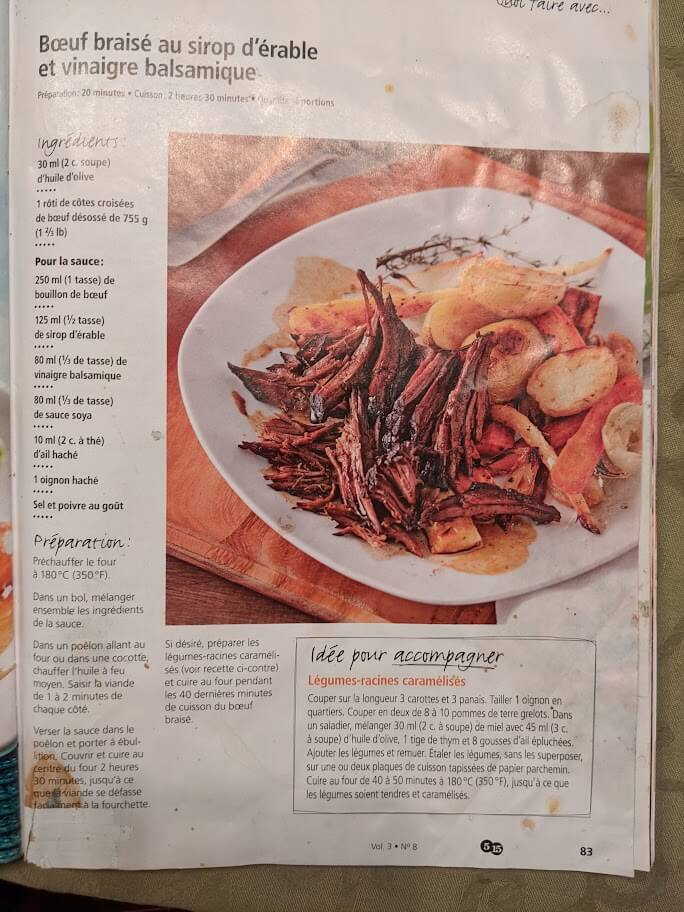 Quoi faire avec...
Bœuf braisé au sirop d'érable
et vinaigre balsamique
Préparation: 20 minutes • Cuisson: 2 heures 30 minutes • portions
Ingrédients:
30 ml (2 c. soupe)
d'huile d'olive
1 rôti de côtes croisées
de bœuf désossé de 755 g
(1 ⅔ lb)
Pour la sauce:
250 ml (1 tasse) de
bouillon de bœuf
125 ml (½ tasse)
de sirop d'érable
80 ml (⅓ de tasse) de
vinaigre balsamique
80 ml (⅓ de tasse)
de sauce soya
10 ml (2 c. à thé)
d'ail haché
1 oignon haché
Sel et poivre au goût
Préparation:
Préchauffer le four
à 180°C (350°F).
Dans un bol, mélanger
ensemble les ingrédients
de la sauce.
Dans un poêlon allant au
four ou dans une cocotte,
chauffer l'huile à feu
moyen. Saisir la viande
de 1 à 2 minutes de
chaque côté.
Verser la sauce dans le
poêlon et porter à ébul-
lition. Couvrir et cuire au
centre du four 2 heures
30 minutes, jusqu'à ce
que la viande se défasse
facilement à la fourchette.
Si désiré, préparer les
légumes-racines caraméli-
sés (voir recette ci-contre)
et cuire au four pendant
les 40 dernières minutes
de cuisson du bœuf
braisé.
Idée pour accompagner
Légumes-racines caramélisés
Couper sur la longueur 3 carottes et 3 panais. Tailler 1 oignon en
quartiers. Couper en deux de 8 à 10 pommes de terre grelots. Dans
un saladier, mélanger 30 ml (2 c. à soupe) de miel avec 45 ml (3 c.
à soupe) d'huile d'olive, 1 tige de thym et 8 gousses d'ail épluchées.
Ajouter les légumes et remuer. Étaler les légumes, sans les superposer,
sur une ou deux plaques de cuisson tapissées de papier parchemin.
Cuire au four de 40 à 50 minutes à 180°C (350°F), jusqu'à ce que
les légumes soient tendres et caramélisés.
Vol. 3 • Nº 8
5 15
83